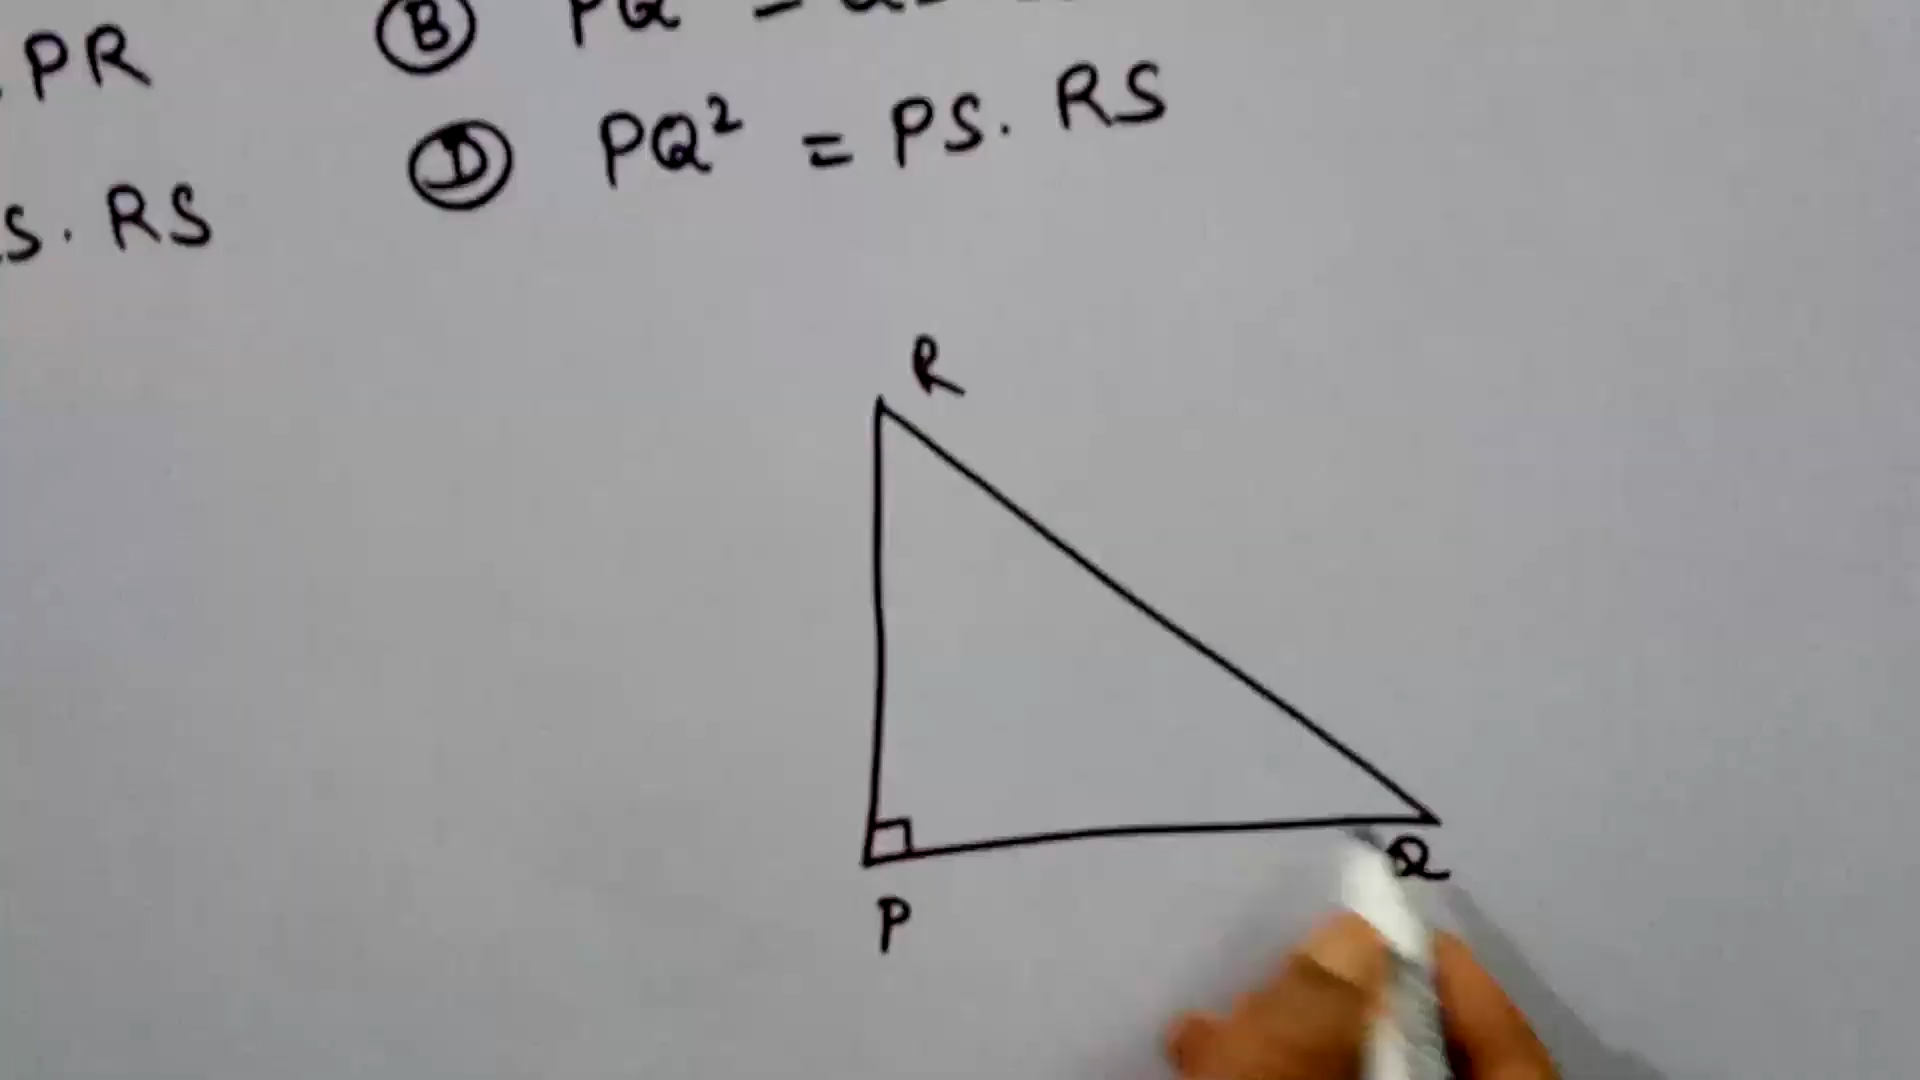 . PR (B) PQ
(D) PQ² = PS. RS
S. RS
R
Q
P